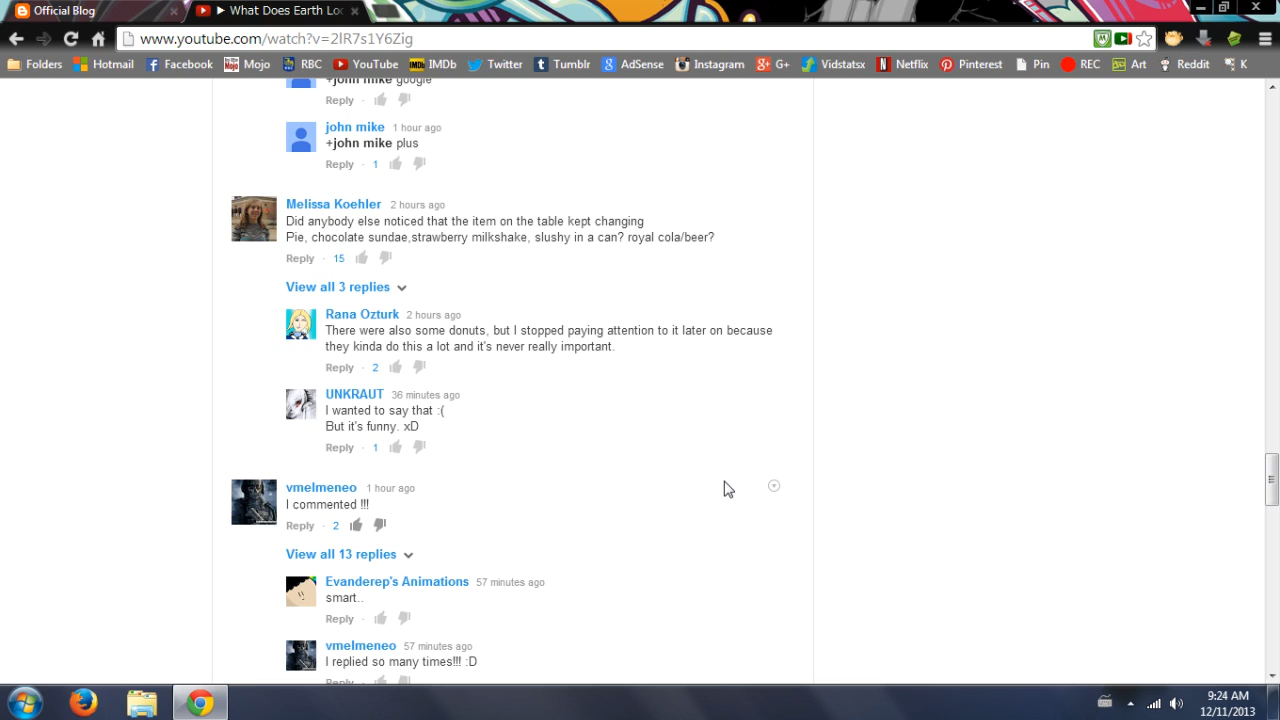 Official Blog
What Does Earth Lo
www.youtube.com/watch?v=2lR7s1Y6Zig
Folders Hotmail Facebook Mojo RBC YouTube IMDb Twitter Tumblr AdSense Instagram G+ Vidstatsx Netflix Pinterest Pin REC Art Reddit K
+john mike google
Reply
john mike 1 hour ago
+john mike plus
Reply · 1
Melissa Koehler 2 hours ago
Did anybody else noticed that the item on the table kept changing
Pie, chocolate sundae,strawberry milkshake, slushy in a can? royal cola/beer?
Reply · 15
View all 3 replies
Rana Ozturk 2 hours ago
There were also some donuts, but I stopped paying attention to it later on because
they kinda do this a lot and it's never really important.
Reply · 2
UNKRAUT 36 minutes ago
I wanted to say that :(
But it's funny. xD
Reply · 1
vmelmeneo 1 hour ago
I commented !!!
Reply · 2
View all 13 replies
Evanderep's Animations 57 minutes ago
smart..
Reply ·
vmelmeneo 57 minutes ago
I replied so many times!!! :D
Reply
9:24 AM
12/11/2013